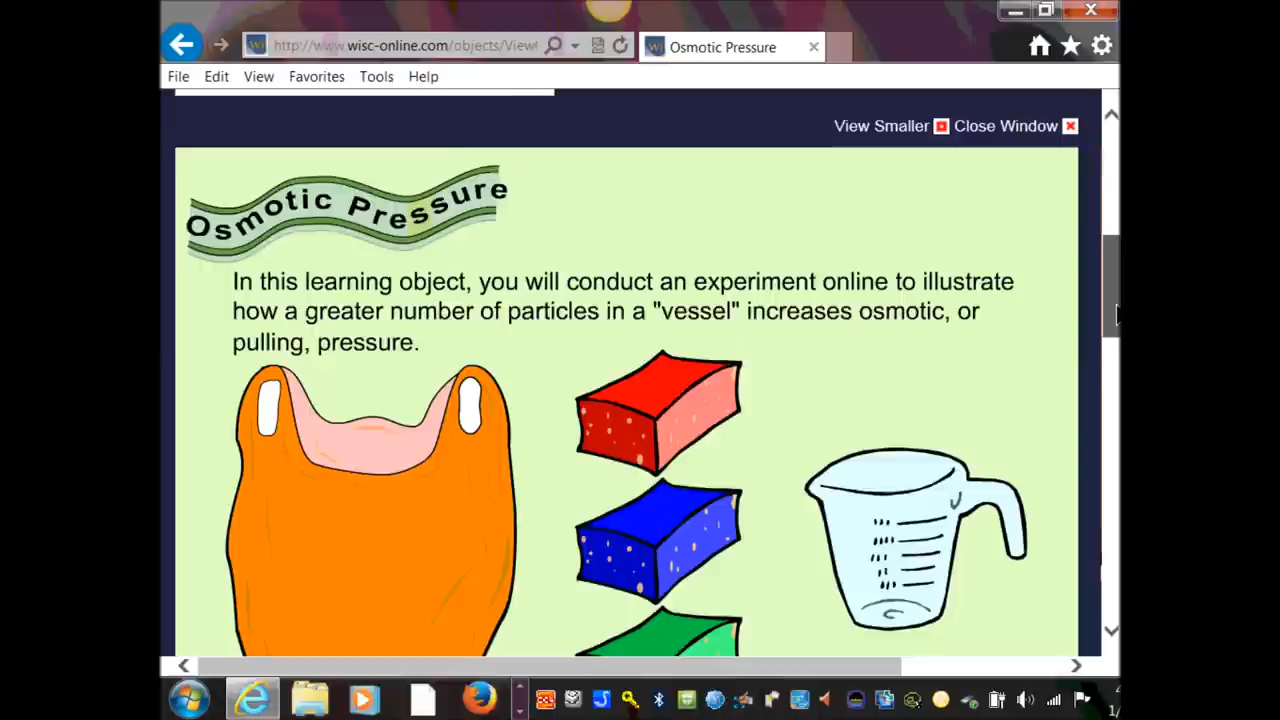 http://www.wisc-online.com/objects/View
Osmotic Pressure
File Edit View Favorites Tools Help
View Smaller Close Window
Osmotic Pressure
In this learning object, you will conduct an experiment online to illustrate
how a greater number of particles in a "vessel" increases osmotic, or
pulling, pressure.
1/